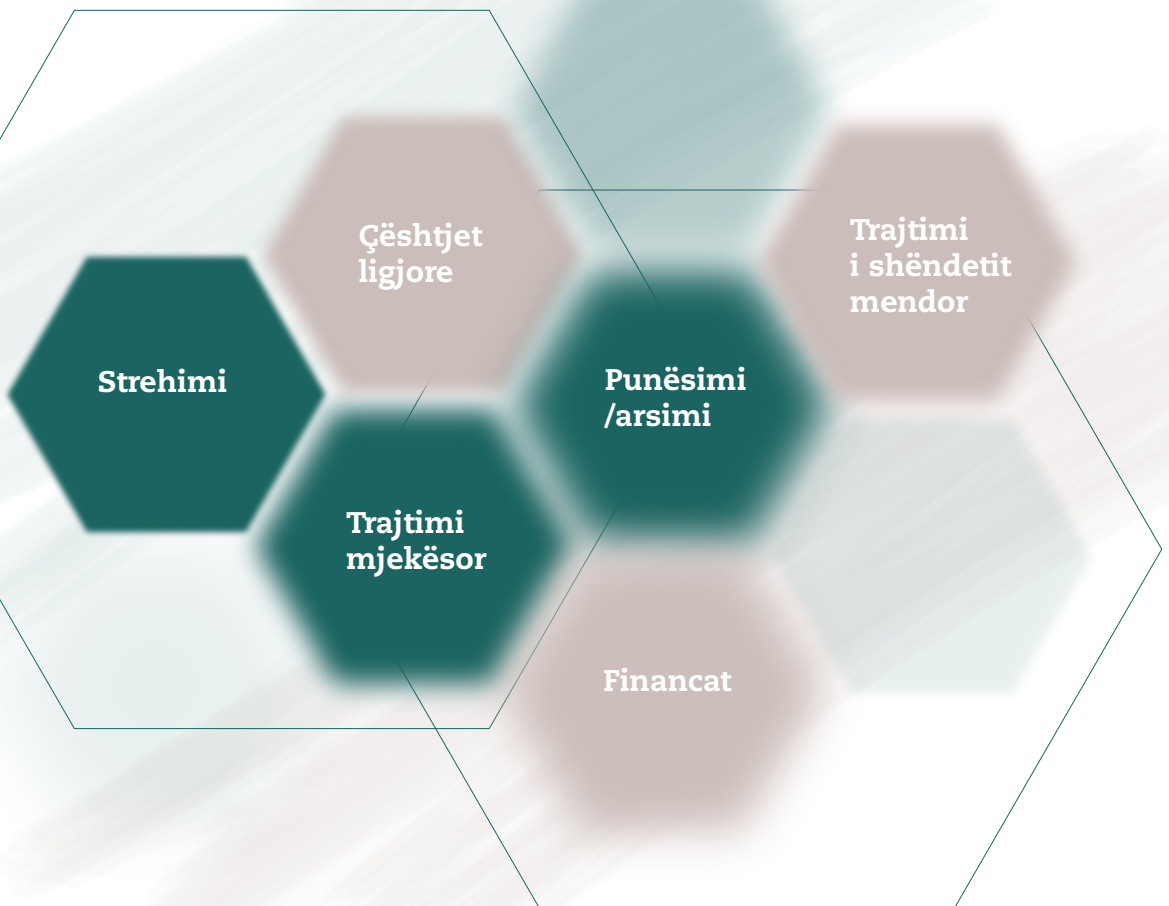 Çështjet
ligjore
Trajtimi
i shëndetit
mendor
Strehimi
Punësimi
/arsimi
Trajtimi
mjekësor
Financat